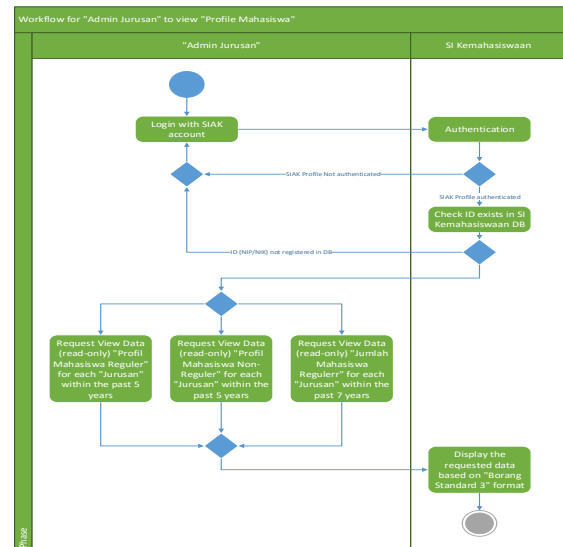 Workflow for "Admin Jurusan" to view "Profile Mahasiswa"
"Admin Jurusan"
SI Kemahasiswaan
Login with SIAK
account
Authentication
SIAK Profile Not authenticated
SIAK Profile authenticated
Check ID exists in SI
Kemahasiswaan DB
ID (NIP/NIK) not registered in DB
Request View Data
(read-only) "Profil
Mahasiswa Reguler"
for each "Jurusan"
within the past 5
years
Request View Data
(read-only) "Profil
Mahasiswa Non-
Reguler" for each
"Jurusan" within the
past 5 years
Request View Data
(read-only) "Jumlah
Mahasiswa
Regulerr" for each
"Jurusan" within the
past 7 years
Display the
requested data
based on "Borang
Standard 3" format
Phase